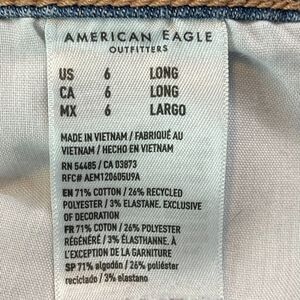 AMERICAN EAGLE
OUTFITTERS
US 6 LONG
CA 6 LONG
MX 6 LARGO
MADE IN VIETNAM / FABRIQUÉ AU
VIETNAM / HECHO EN VIETNAM
RN 54485 / CA 03873
RFC# AEM120605U9A
EN 71% COTTON / 26% RECYCLED
POLYESTER / 3% ELASTANE, EXCLUSIVE
OF DECORATION
FR 71% COTON / 26% POLYESTER
RÉGÉNÉRÉ / 3% ÉLASTHANNE, À
L'EXCEPTION DE LA GARNITURE
SP 71% algodón / 26% poliéster
reciclado / 3% elastano